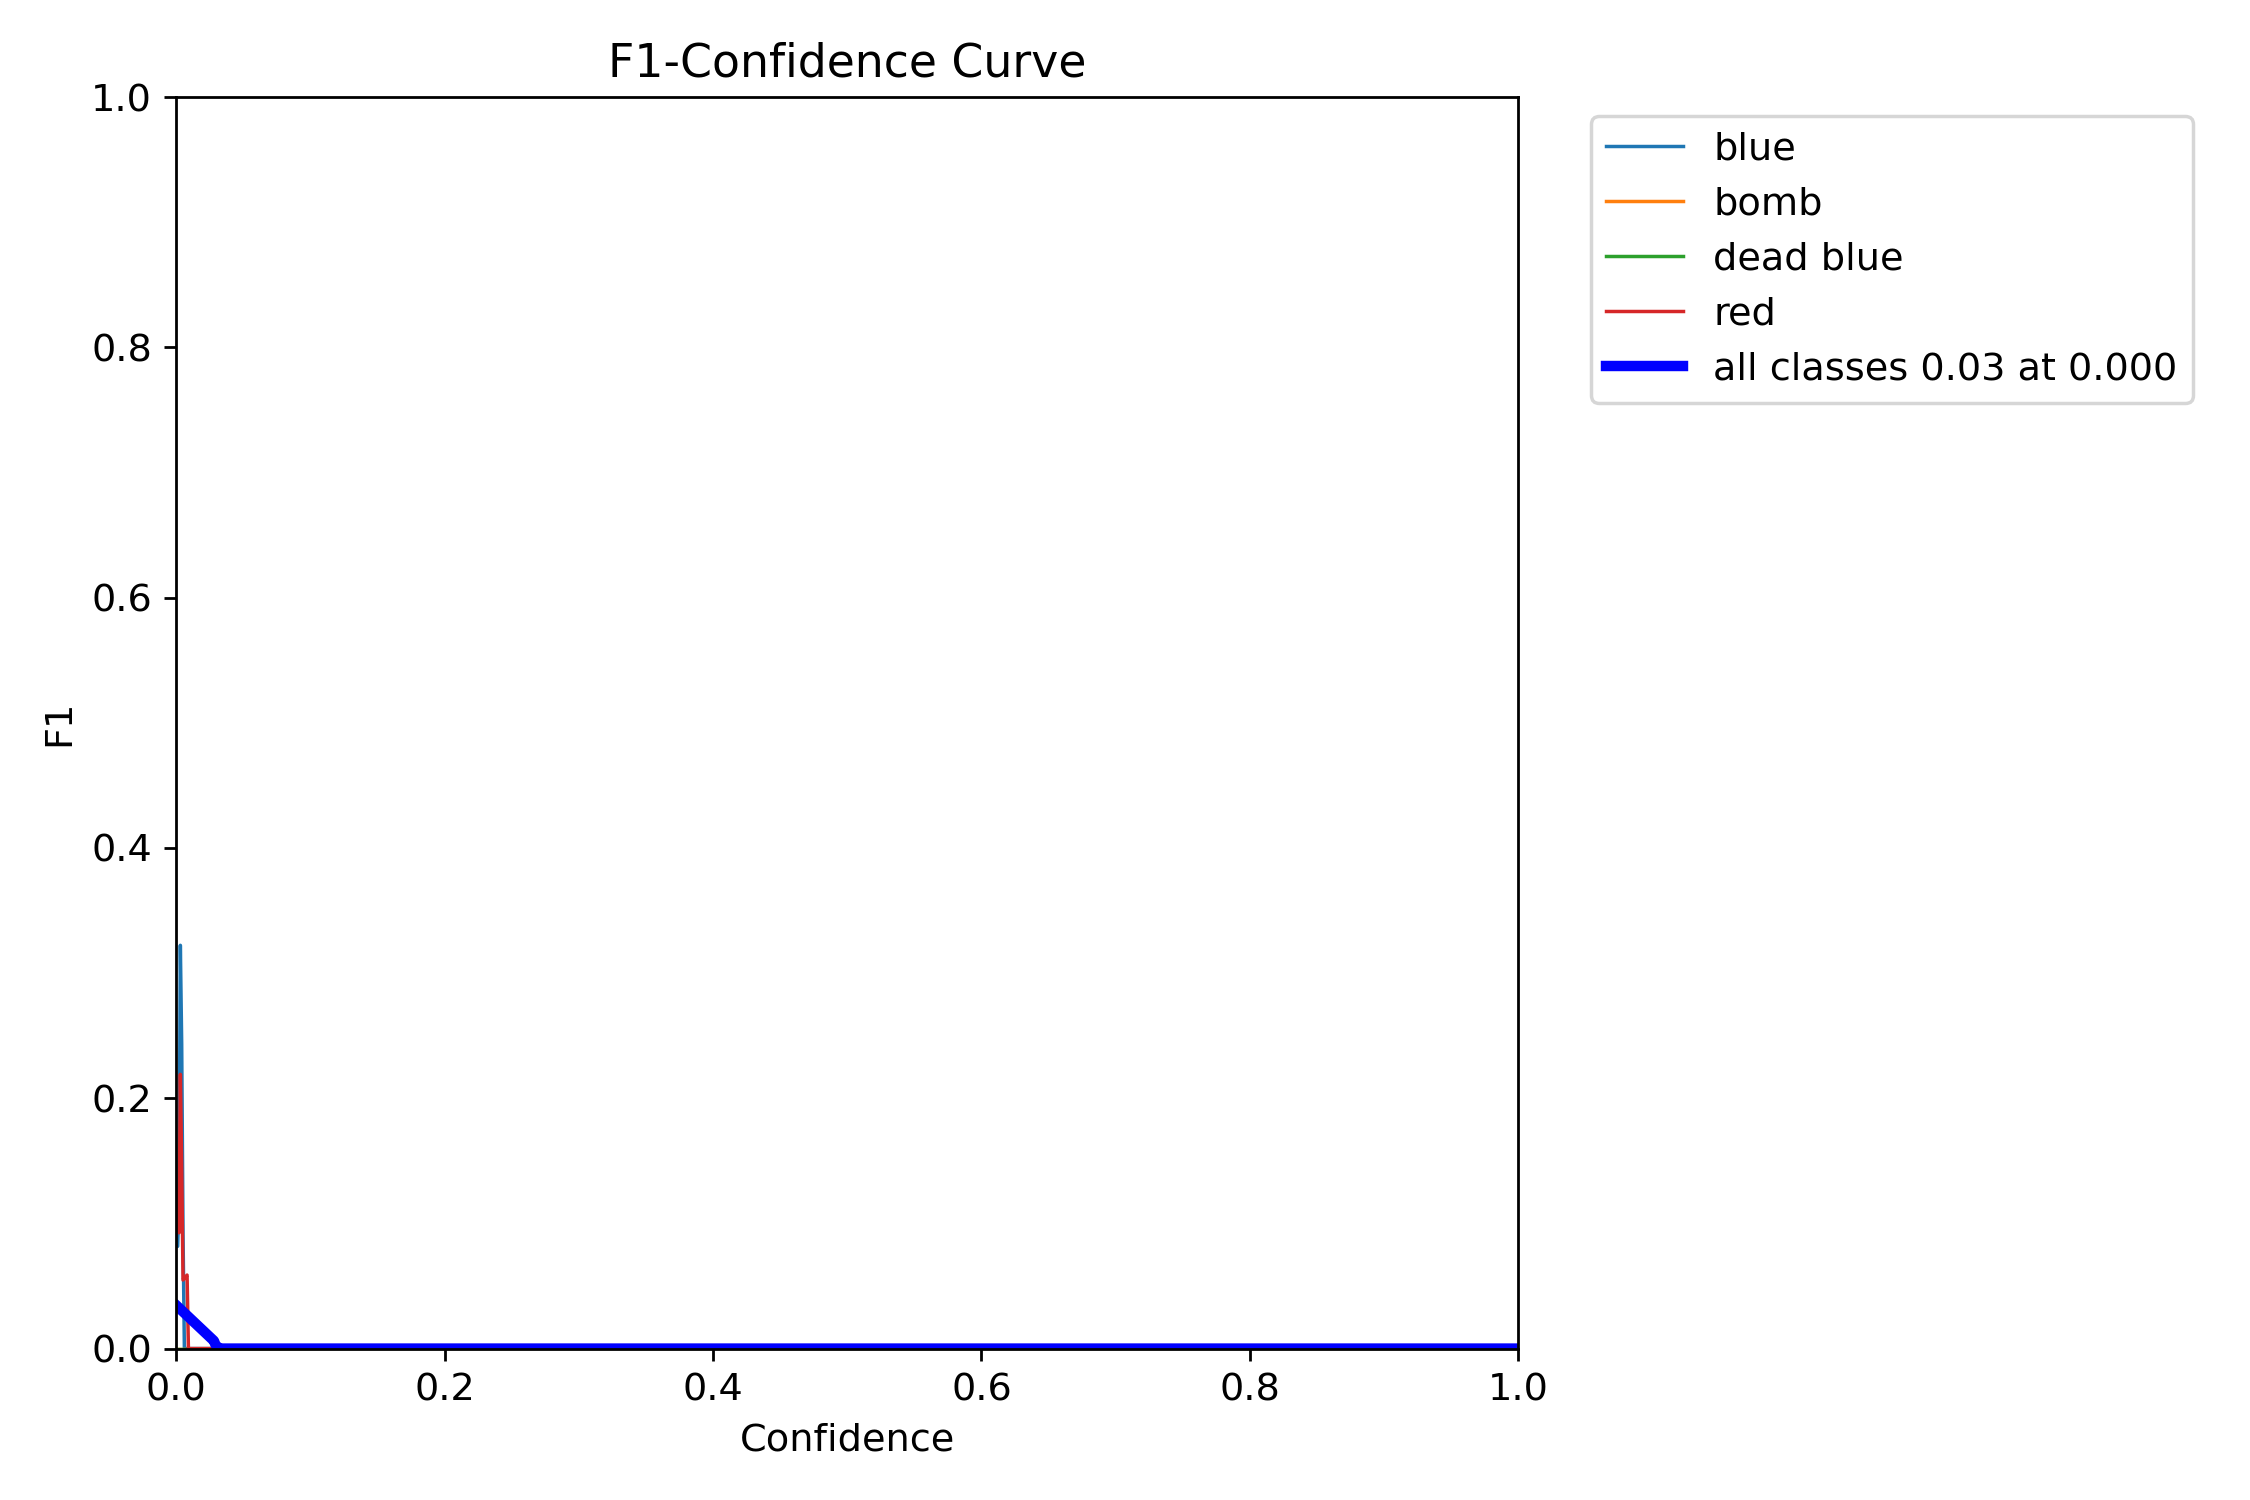 F1-Confidence Curve
1.0
0.8
0.6
0.4
0.2
0.0
F1
0.0 0.2 0.4 0.6 0.8 1.0
Confidence
blue
bomb
dead blue
red
all classes 0.03 at 0.000